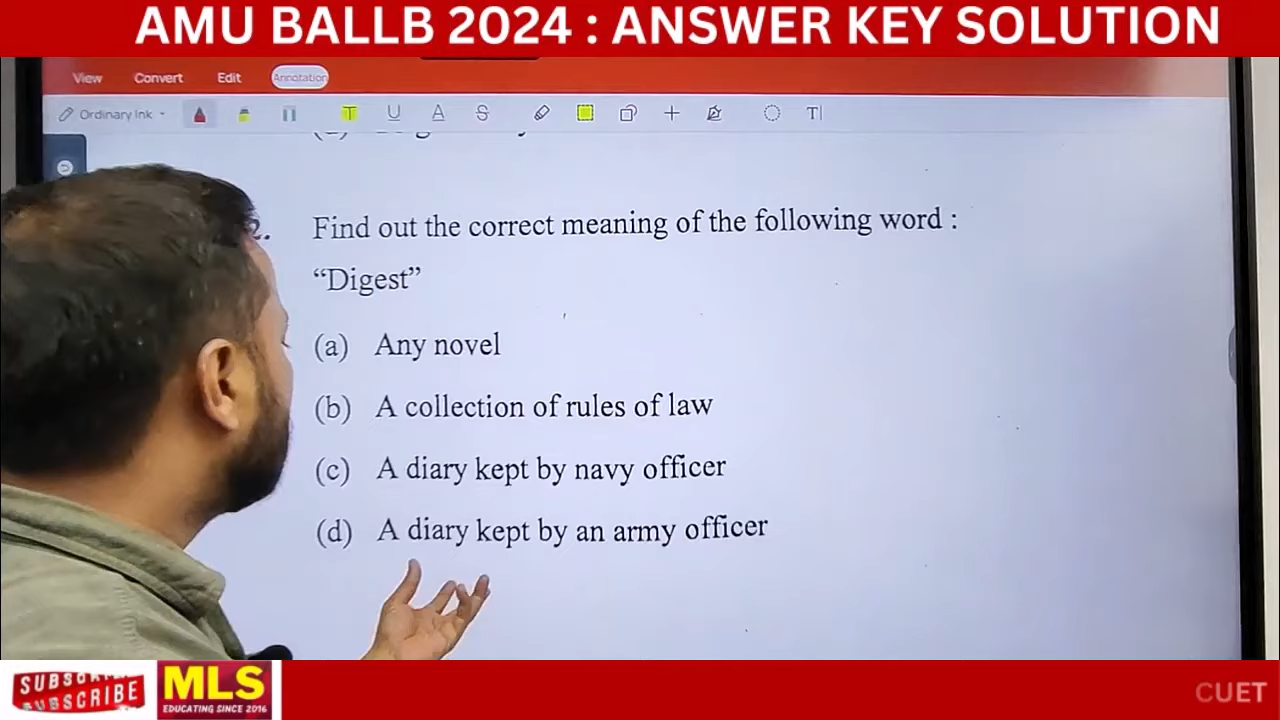 AMU BALLB 2024 : ANSWER KEY SOLUTION
View Convert Edit Annotation
Ordinary Ink
2. Find out the correct meaning of the following word :
“Digest”
(a) Any novel
(b) A collection of rules of law
(c) A diary kept by navy officer
(d) A diary kept by an army officer
SUBSCRIBE
MLS
EDUCATING SINCE 2016
CUET